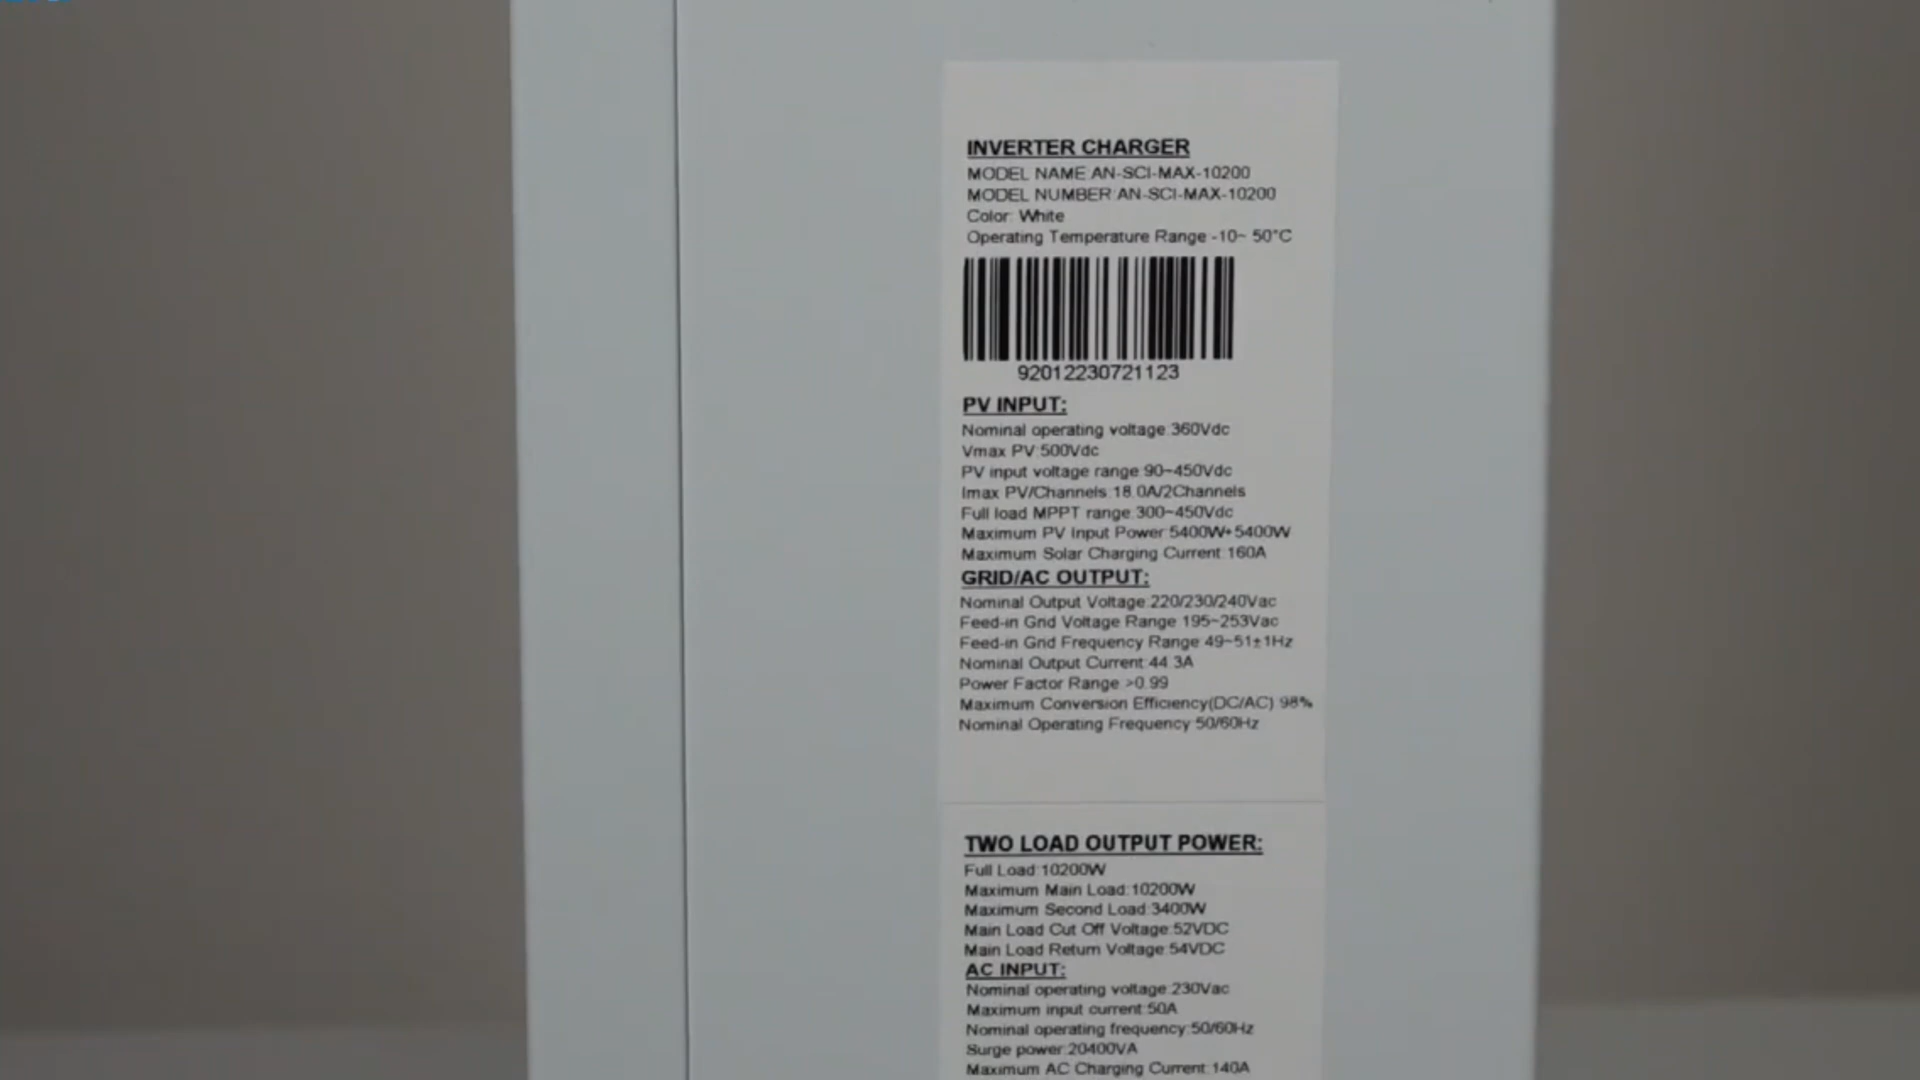 INVERTER CHARGER
MODEL NAME:AN-SCI-MAX-10200
MODEL NUMBER:AN-SCI-MAX-10200
Color: White
Operating Temperature Range:-10~ 50°C
92012230721123
PV INPUT:
Nominal operating voltage:360Vdc
Vmax PV:500Vdc
PV input voltage range:90~450Vdc
Imax PV/Channels:18.0A/2Channels
Full load MPPT range:300~450Vdc
Maximum PV Input Power:5400W+5400W
Maximum Solar Charging Current:160A
GRID/AC OUTPUT:
Nominal Output Voltage:220/230/240Vac
Feed-in Grid Voltage Range:195~253Vac
Feed-in Grid Frequency Range:49~51±1Hz
Nominal Output Current:44.3A
Power Factor Range:>0.99
Maximum Conversion Efficiency(DC/AC):98%
Nominal Operating Frequency:50/60Hz
TWO LOAD OUTPUT POWER:
Full Load:10200W
Maximum Main Load:10200W
Maximum Second Load:3400W
Main Load Cut Off Voltage:52VDC
Main Load Return Voltage:54VDC
AC INPUT:
Nominal operating voltage:230Vac
Maximum input current:50A
Nominal operating frequency:50/60Hz
Surge power:20400VA
Maximum AC Charging Current:140A